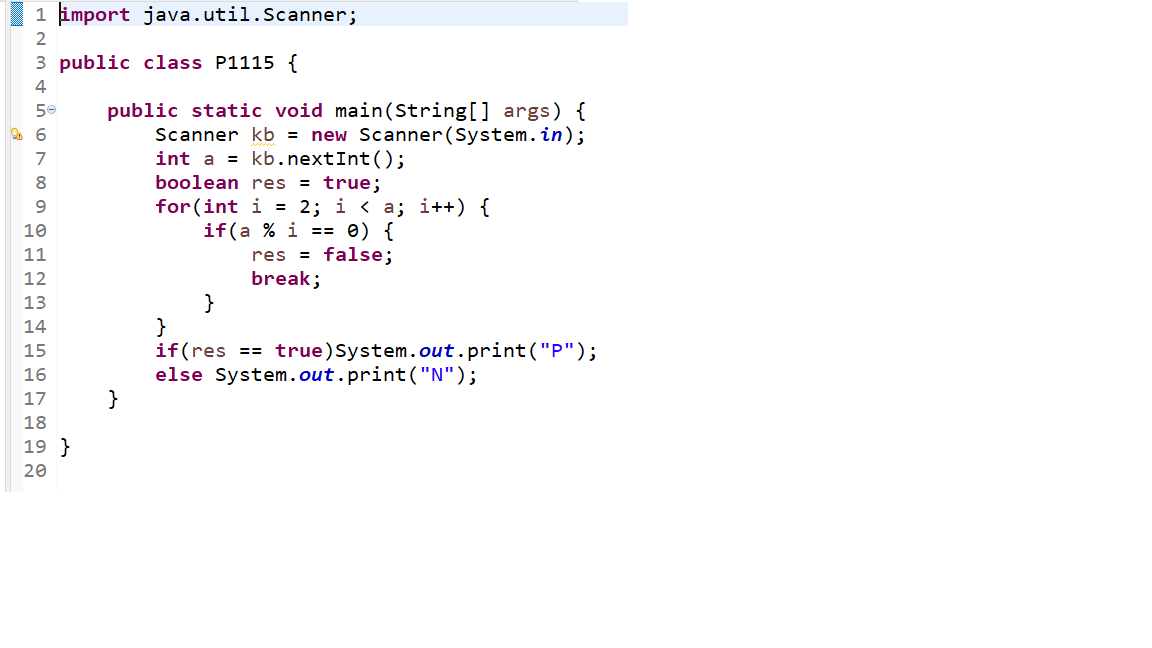 1 import java.util.Scanner;
2
3 public class P1115 {
4
5     public static void main(String[] args) {
6         Scanner kb = new Scanner(System.in);
7         int a = kb.nextInt();
8         boolean res = true;
9         for(int i = 2; i < a; i++) {
10             if(a % i == 0) {
11                 res = false;
12                 break;
13             }
14         }
15         if(res == true)System.out.print("P");
16         else System.out.print("N");
17     }
18
19 }
20